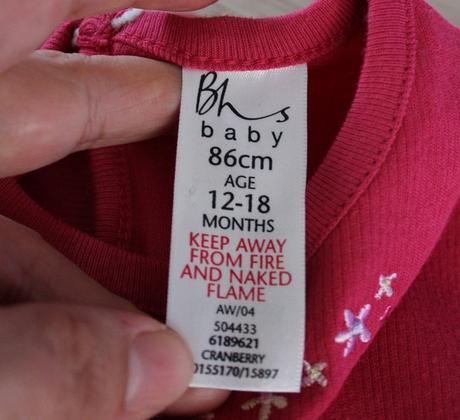 Bhs
baby
86cm
AGE
12-18
MONTHS
KEEP AWAY
FROM FIRE
AND NAKED
FLAME
AW/04
504433
6189621
CRANBERRY
0155170/15897